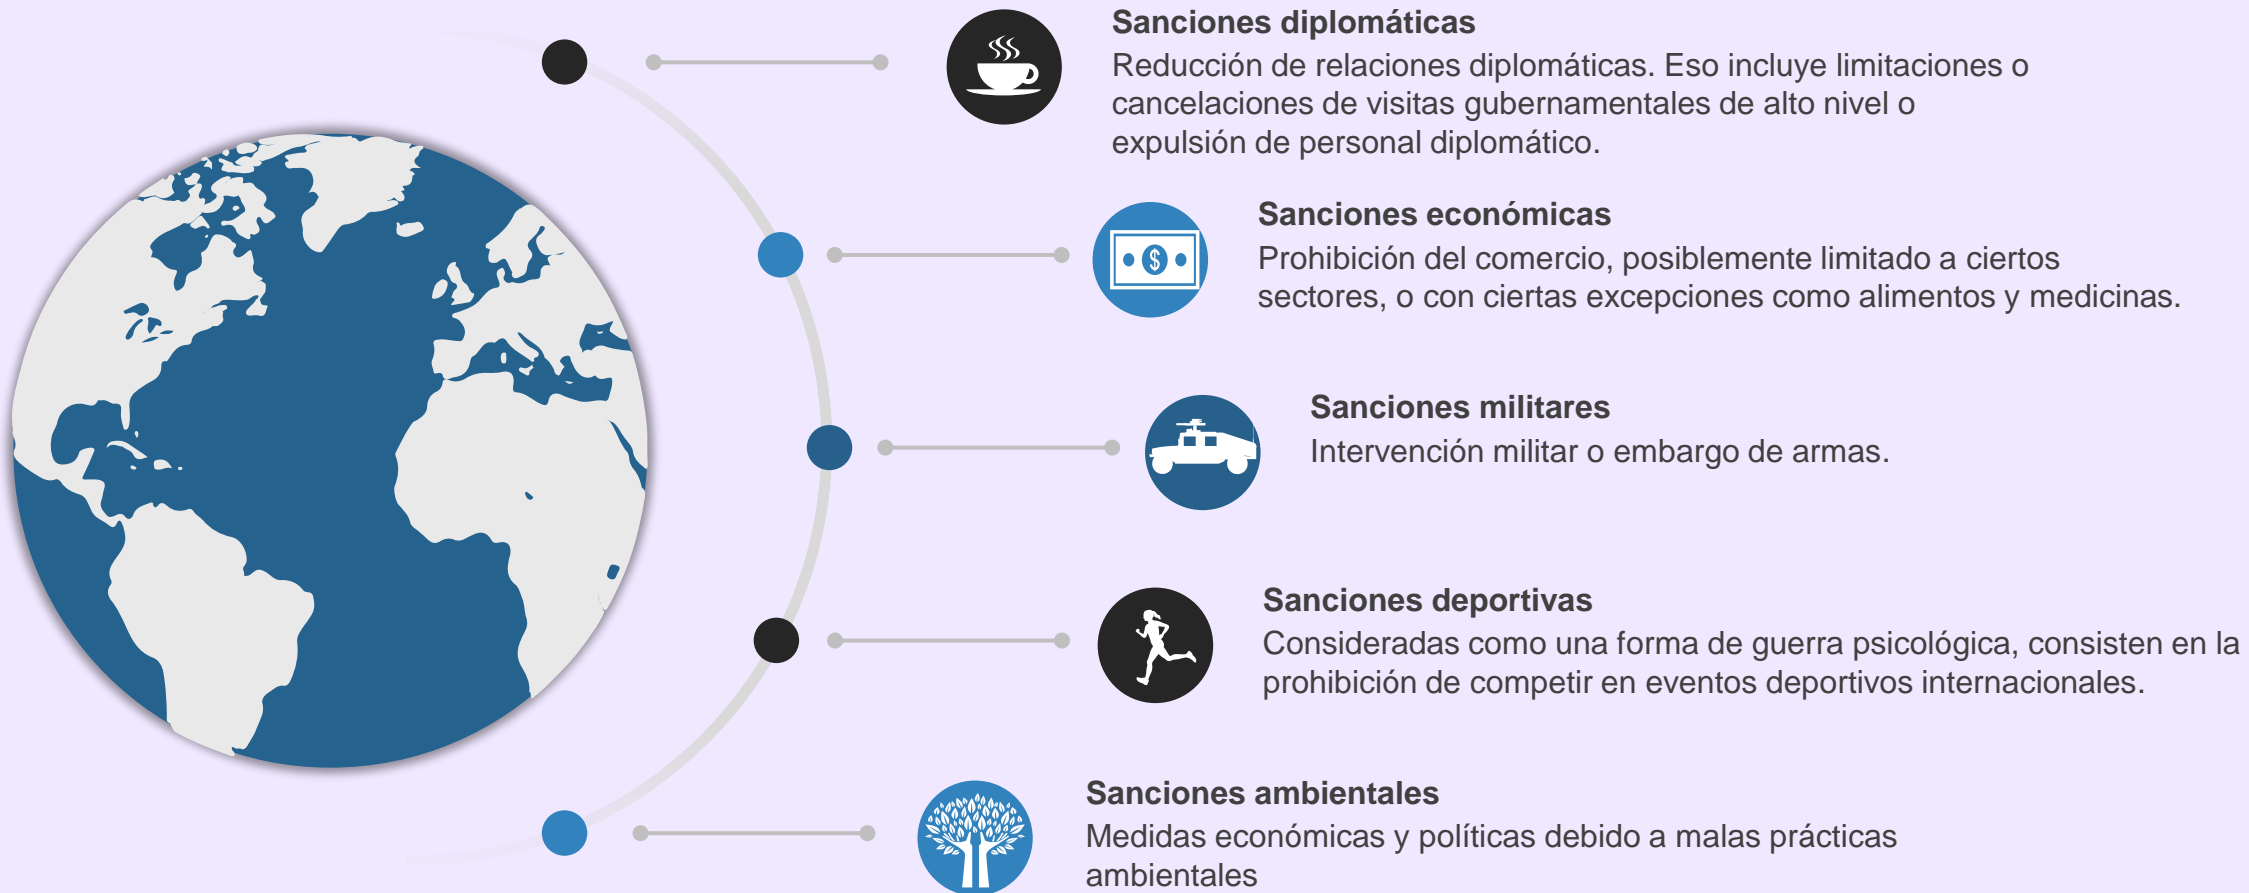 Sanciones diplomáticas
Reducción de relaciones diplomáticas. Eso incluye limitaciones o
cancelaciones de visitas gubernamentales de alto nivel o
expulsión de personal diplomático.
Sanciones económicas
Prohibición del comercio, posiblemente limitado a ciertos
sectores, o con ciertas excepciones como alimentos y medicinas.
$
Sanciones militares
Intervención militar o embargo de armas.
Sanciones deportivas
Consideradas como una forma de guerra psicológica, consisten en la
prohibición de competir en eventos deportivos internacionales.
Sanciones ambientales
Medidas económicas y políticas debido a malas prácticas
ambientales